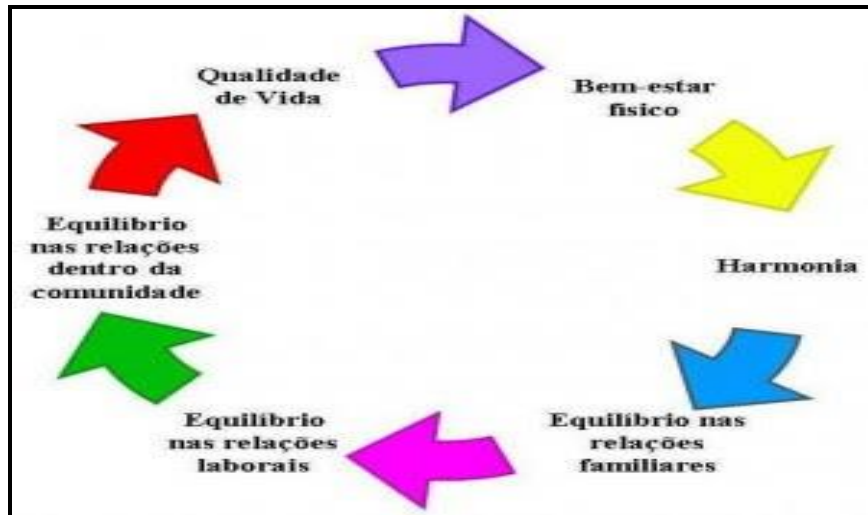 Qualidade
de Vida
Bem-estar
físico
Harmonia
Equilíbrio nas
relações
familiares
Equilíbrio
nas relações
laborais
Equilíbrio
nas relações
dentro da
comunidade